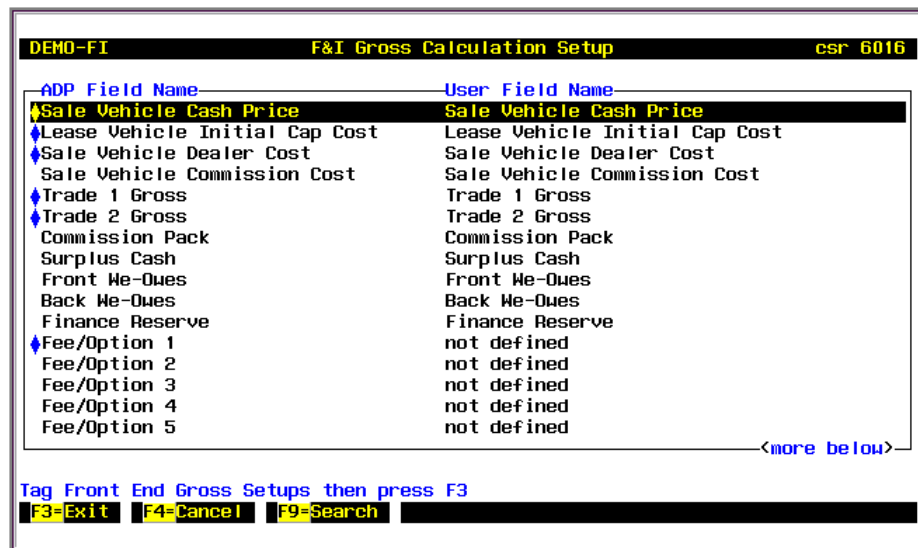 DEMO-FI F&I Gross Calculation Setup csr 6016
ADP Field Name User Field Name
Sale Vehicle Cash Price Sale Vehicle Cash Price
Lease Vehicle Initial Cap Cost Lease Vehicle Initial Cap Cost
Sale Vehicle Dealer Cost Sale Vehicle Dealer Cost
Sale Vehicle Commission Cost Sale Vehicle Commission Cost
Trade 1 Gross Trade 1 Gross
Trade 2 Gross Trade 2 Gross
Commission Pack Commission Pack
Surplus Cash Surplus Cash
Front We-Owes Front We-Owes
Back We-Owes Back We-Owes
Finance Reserve Finance Reserve
Fee/Option 1 not defined
Fee/Option 2 not defined
Fee/Option 3 not defined
Fee/Option 4 not defined
Fee/Option 5 not defined
<more below>
Tag Front End Gross Setups then press F3
F3=Exit F4=Cancel F9=Search